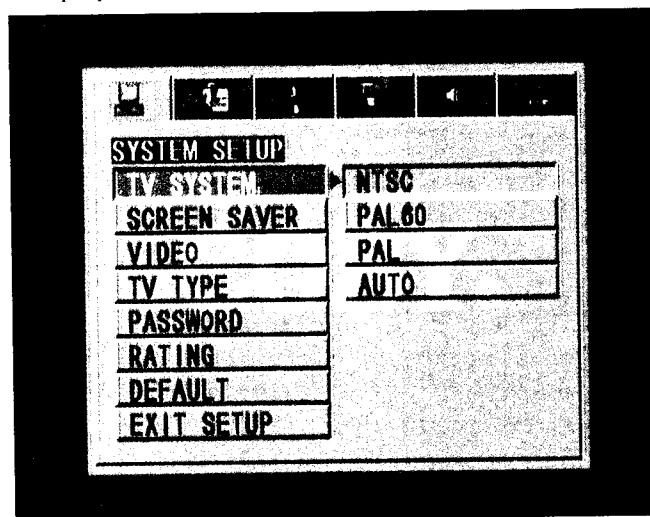 SYSTEM SETUP
TV SYSTEM
NTSC
SCREEN SAVER
PAL60
VIDEO
PAL
TV TYPE
AUTO
PASSWORD
RATING
DEFAULT
EXIT SETUP